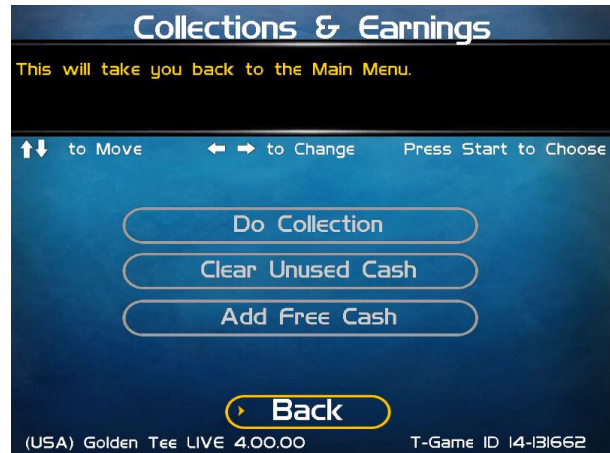 Collections & Earnings
This will take you back to the Main Menu.
to Move to Change Press Start to Choose
Do Collection
Clear Unused Cash
Add Free Cash
Back
(USA) Golden Tee LIVE 4.00.00 T-Game ID 14-131662